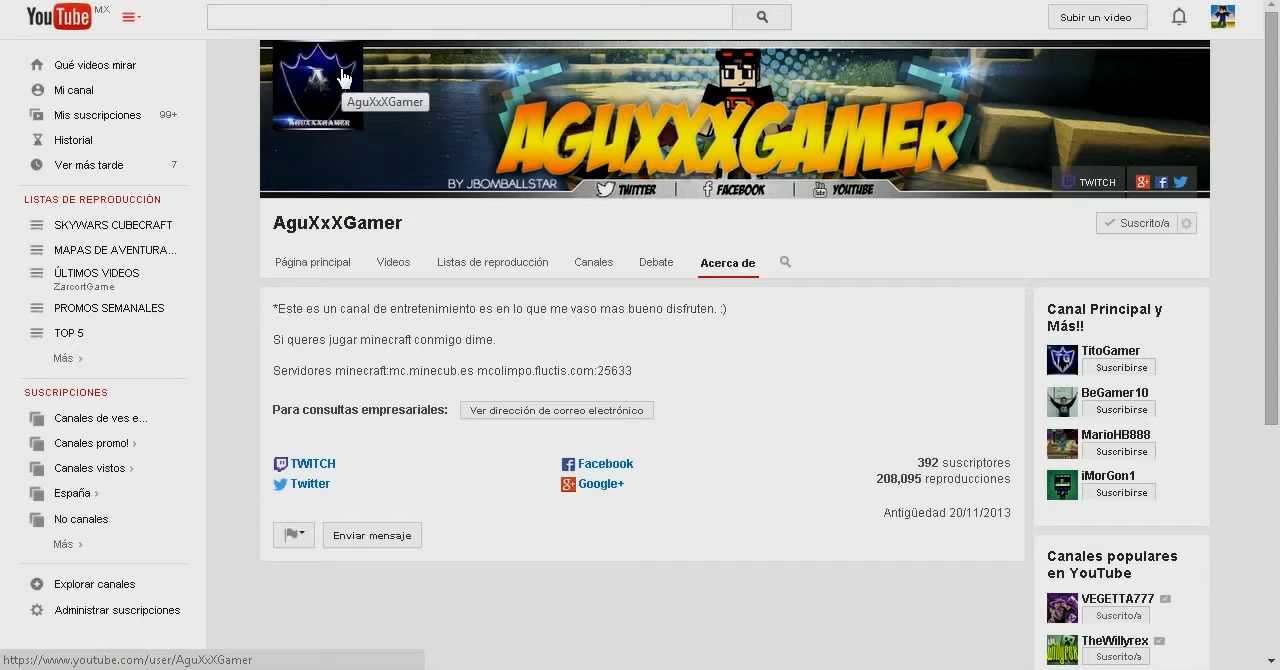 YouTube MX
Subir un video
Qué videos mirar
Mi canal
Mis suscripciones 99+
Historial
Ver más tarde 7
LISTAS DE REPRODUCCIÓN
SKYWARS CUBECRAFT
MAPAS DE AVENTURA...
ÚLTIMOS VIDEOS
ZarcortGame
PROMOS SEMANALES
TOP 5
Más ›
SUSCRIPCIONES
Canales de ves e...
Canales promo! ›
Canales vistos ›
España ›
No canales
Más ›
Explorar canales
Administrar suscripciones
https://www.youtube.com/user/AguXxXGamer
A
AGUXXXGAMER
AguXxXGamer
AGUXXXGAMER
BY JBOMBALLSTAR
TWITTER | FACEBOOK | YOUTUBE
TWITCH
AguXxXGamer
Suscrito/a
Página principal Videos Listas de reproducción Canales Debate Acerca de
*Este es un canal de entretenimiento es en lo que me vaso mas bueno disfruten. :)
Si queres jugar minecraft conmigo dime.
Servidores minecraft:mc.minecub.es mcolimpo.fluctis.com:25633
Para consultas empresariales: Ver dirección de correo electrónico
TWITCH
Facebook
Twitter
Google+
392 suscriptores
208,095 reproducciones
Antigüedad 20/11/2013
Enviar mensaje
Canal Principal y
Más!!
TitoGamer
Suscribirse
BeGamer10
Suscribirse
MarioHB888
Suscribirse
iMorGon1
Suscribirse
Canales populares
en YouTube
VEGETTA777
Suscrito/a
TheWillyrex
Suscrito/a